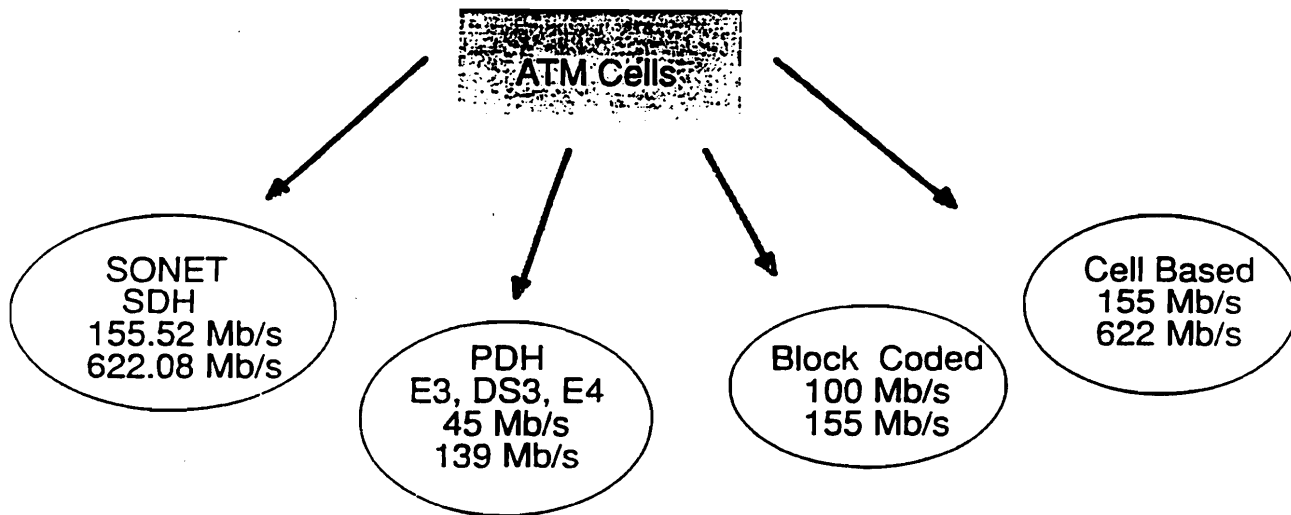 ATM Cells
SONET
SDH
155.52 Mb/s
622.08 Mb/s
PDH
E3, DS3, E4
45 Mb/s
139 Mb/s
Block Coded
100 Mb/s
155 Mb/s
Cell Based
155 Mb/s
622 Mb/s